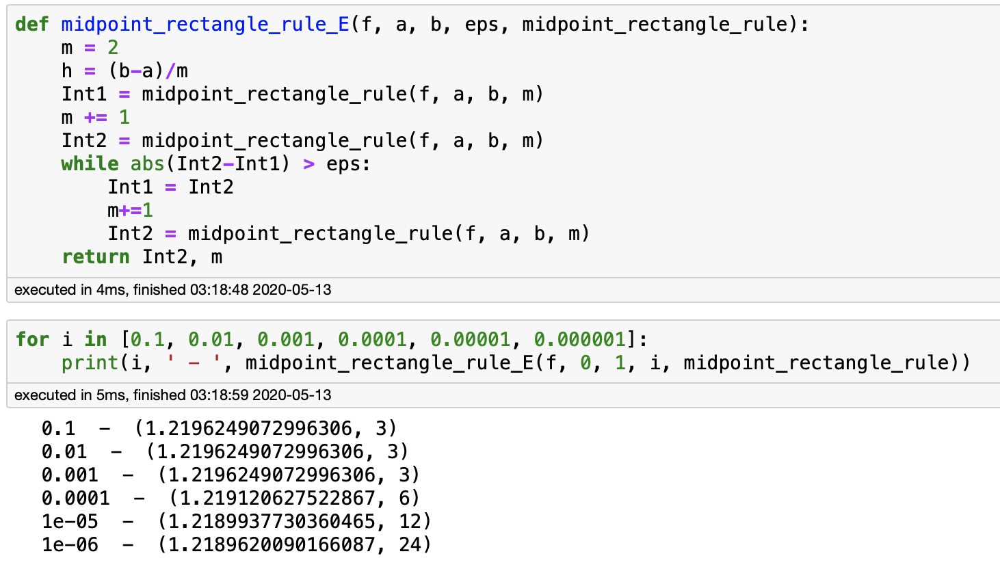 def midpoint_rectangle_rule_E(f, a, b, eps, midpoint_rectangle_rule):
    m = 2
    h = (b-a)/m
    Int1 = midpoint_rectangle_rule(f, a, b, m)
    m += 1
    Int2 = midpoint_rectangle_rule(f, a, b, m)
    while abs(Int2-Int1) > eps:
        Int1 = Int2
        m+=1
        Int2 = midpoint_rectangle_rule(f, a, b, m)
    return Int2, m
executed in 4ms, finished 03:18:48 2020-05-13
for i in [0.1, 0.01, 0.001, 0.0001, 0.00001, 0.000001]:
    print(i, ' - ', midpoint_rectangle_rule_E(f, 0, 1, i, midpoint_rectangle_rule))
executed in 5ms, finished 03:18:59 2020-05-13
0.1  -  (1.2196249072996306, 3)
0.01  -  (1.2196249072996306, 3)
0.001  -  (1.2196249072996306, 3)
0.0001  -  (1.219120627522867, 6)
1e-05  -  (1.2189937730360465, 12)
1e-06  -  (1.2189620090166087, 24)